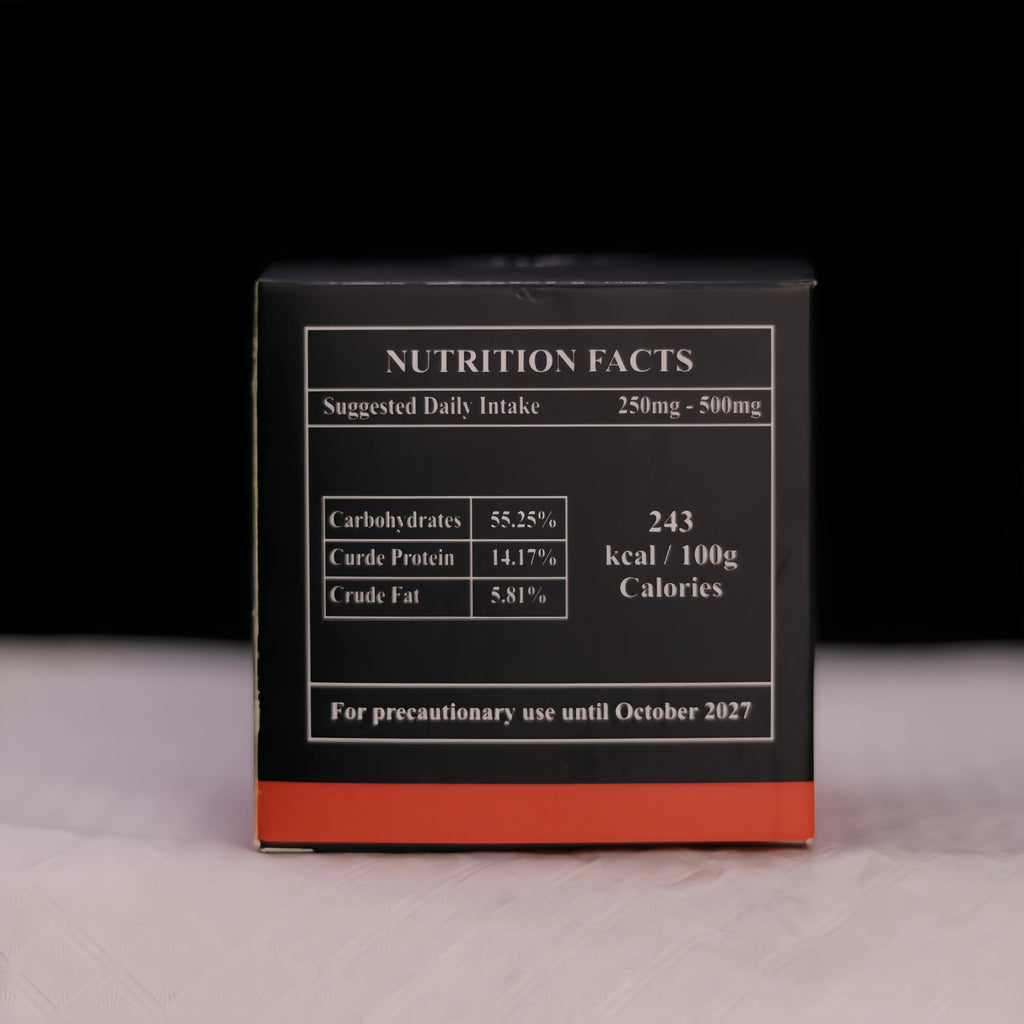 NUTRITION FACTS
Suggested Daily Intake 250mg - 500mg
Carbohydrates 55.25%
Curde Protein 14.17%
Crude Fat 5.81%
243
kcal / 100g
Calories
For precautionary use until October 2027